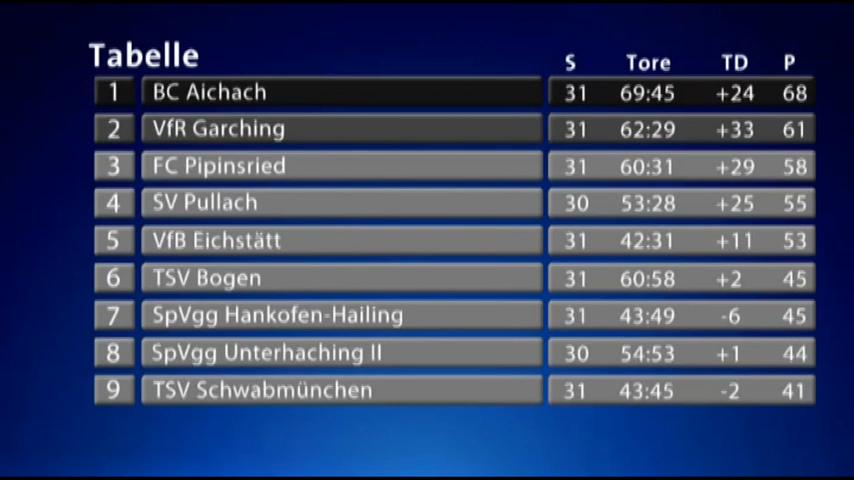 Tabelle S Tore TD P
1 BC Aichach 31 69:45 +24 68
2 VfR Garching 31 62:29 +33 61
3 FC Pipinsried 31 60:31 +29 58
4 SV Pullach 30 53:28 +25 55
5 VfB Eichstätt 31 42:31 +11 53
6 TSV Bogen 31 60:58 +2 45
7 SpVgg Hankofen-Hailing 31 43:49 -6 45
8 SpVgg Unterhaching II 30 54:53 +1 44
9 TSV Schwabmünchen 31 43:45 -2 41